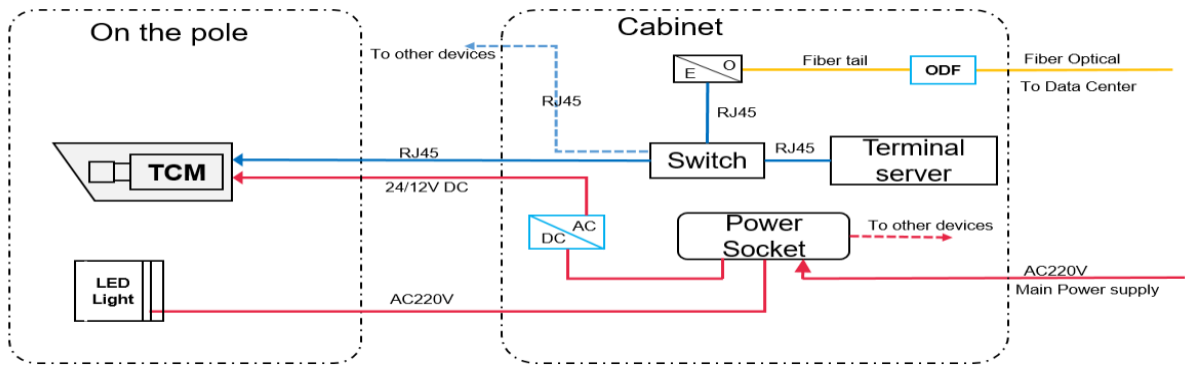 On the pole
Cabinet
To other devices
RJ45
E
O
Fiber tail
ODF
Fiber Optical
To Data Center
RJ45
TCM
RJ45
Switch
RJ45
Terminal
server
24/12V DC
AC
DC
Power
Socket
To other devices
LED
Light
AC220V
AC220V
Main Power supply